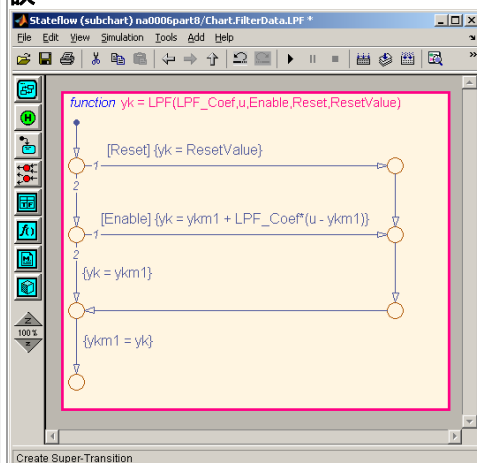 Stateflow (subchart) na0006part8/Chart.FilterData.LPF *
File Edit View Simulation Tools Add Help
function yk = LPF(LPF_Coef,u,Enable,Reset,ResetValue)
[Reset] {yk = ResetValue}
1
2
[Enable] {yk = ykm1 + LPF_Coef*(u - ykm1)}
1
2
{yk = ykm1}
{ykm1 = yk}
100 %
Create Super-Transition